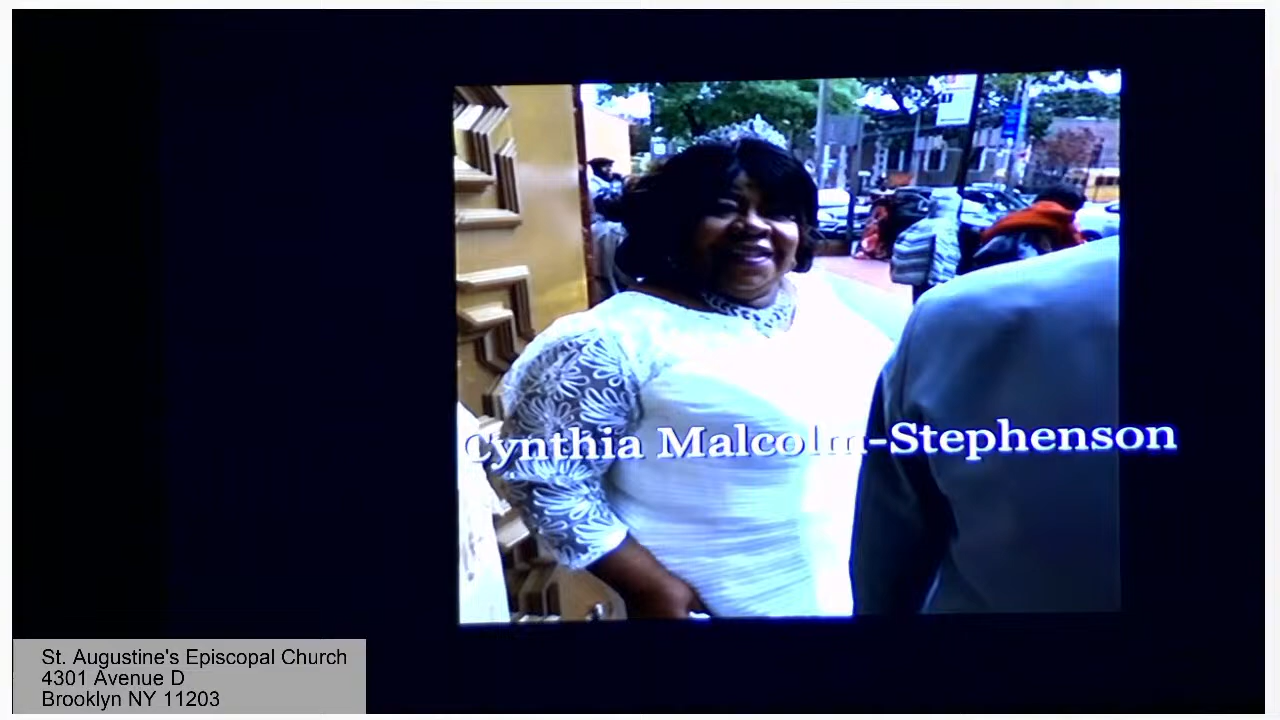 Cynthia Malcolm-Stephenson
St. Augustine's Episcopal Church
4301 Avenue D
Brooklyn NY 11203